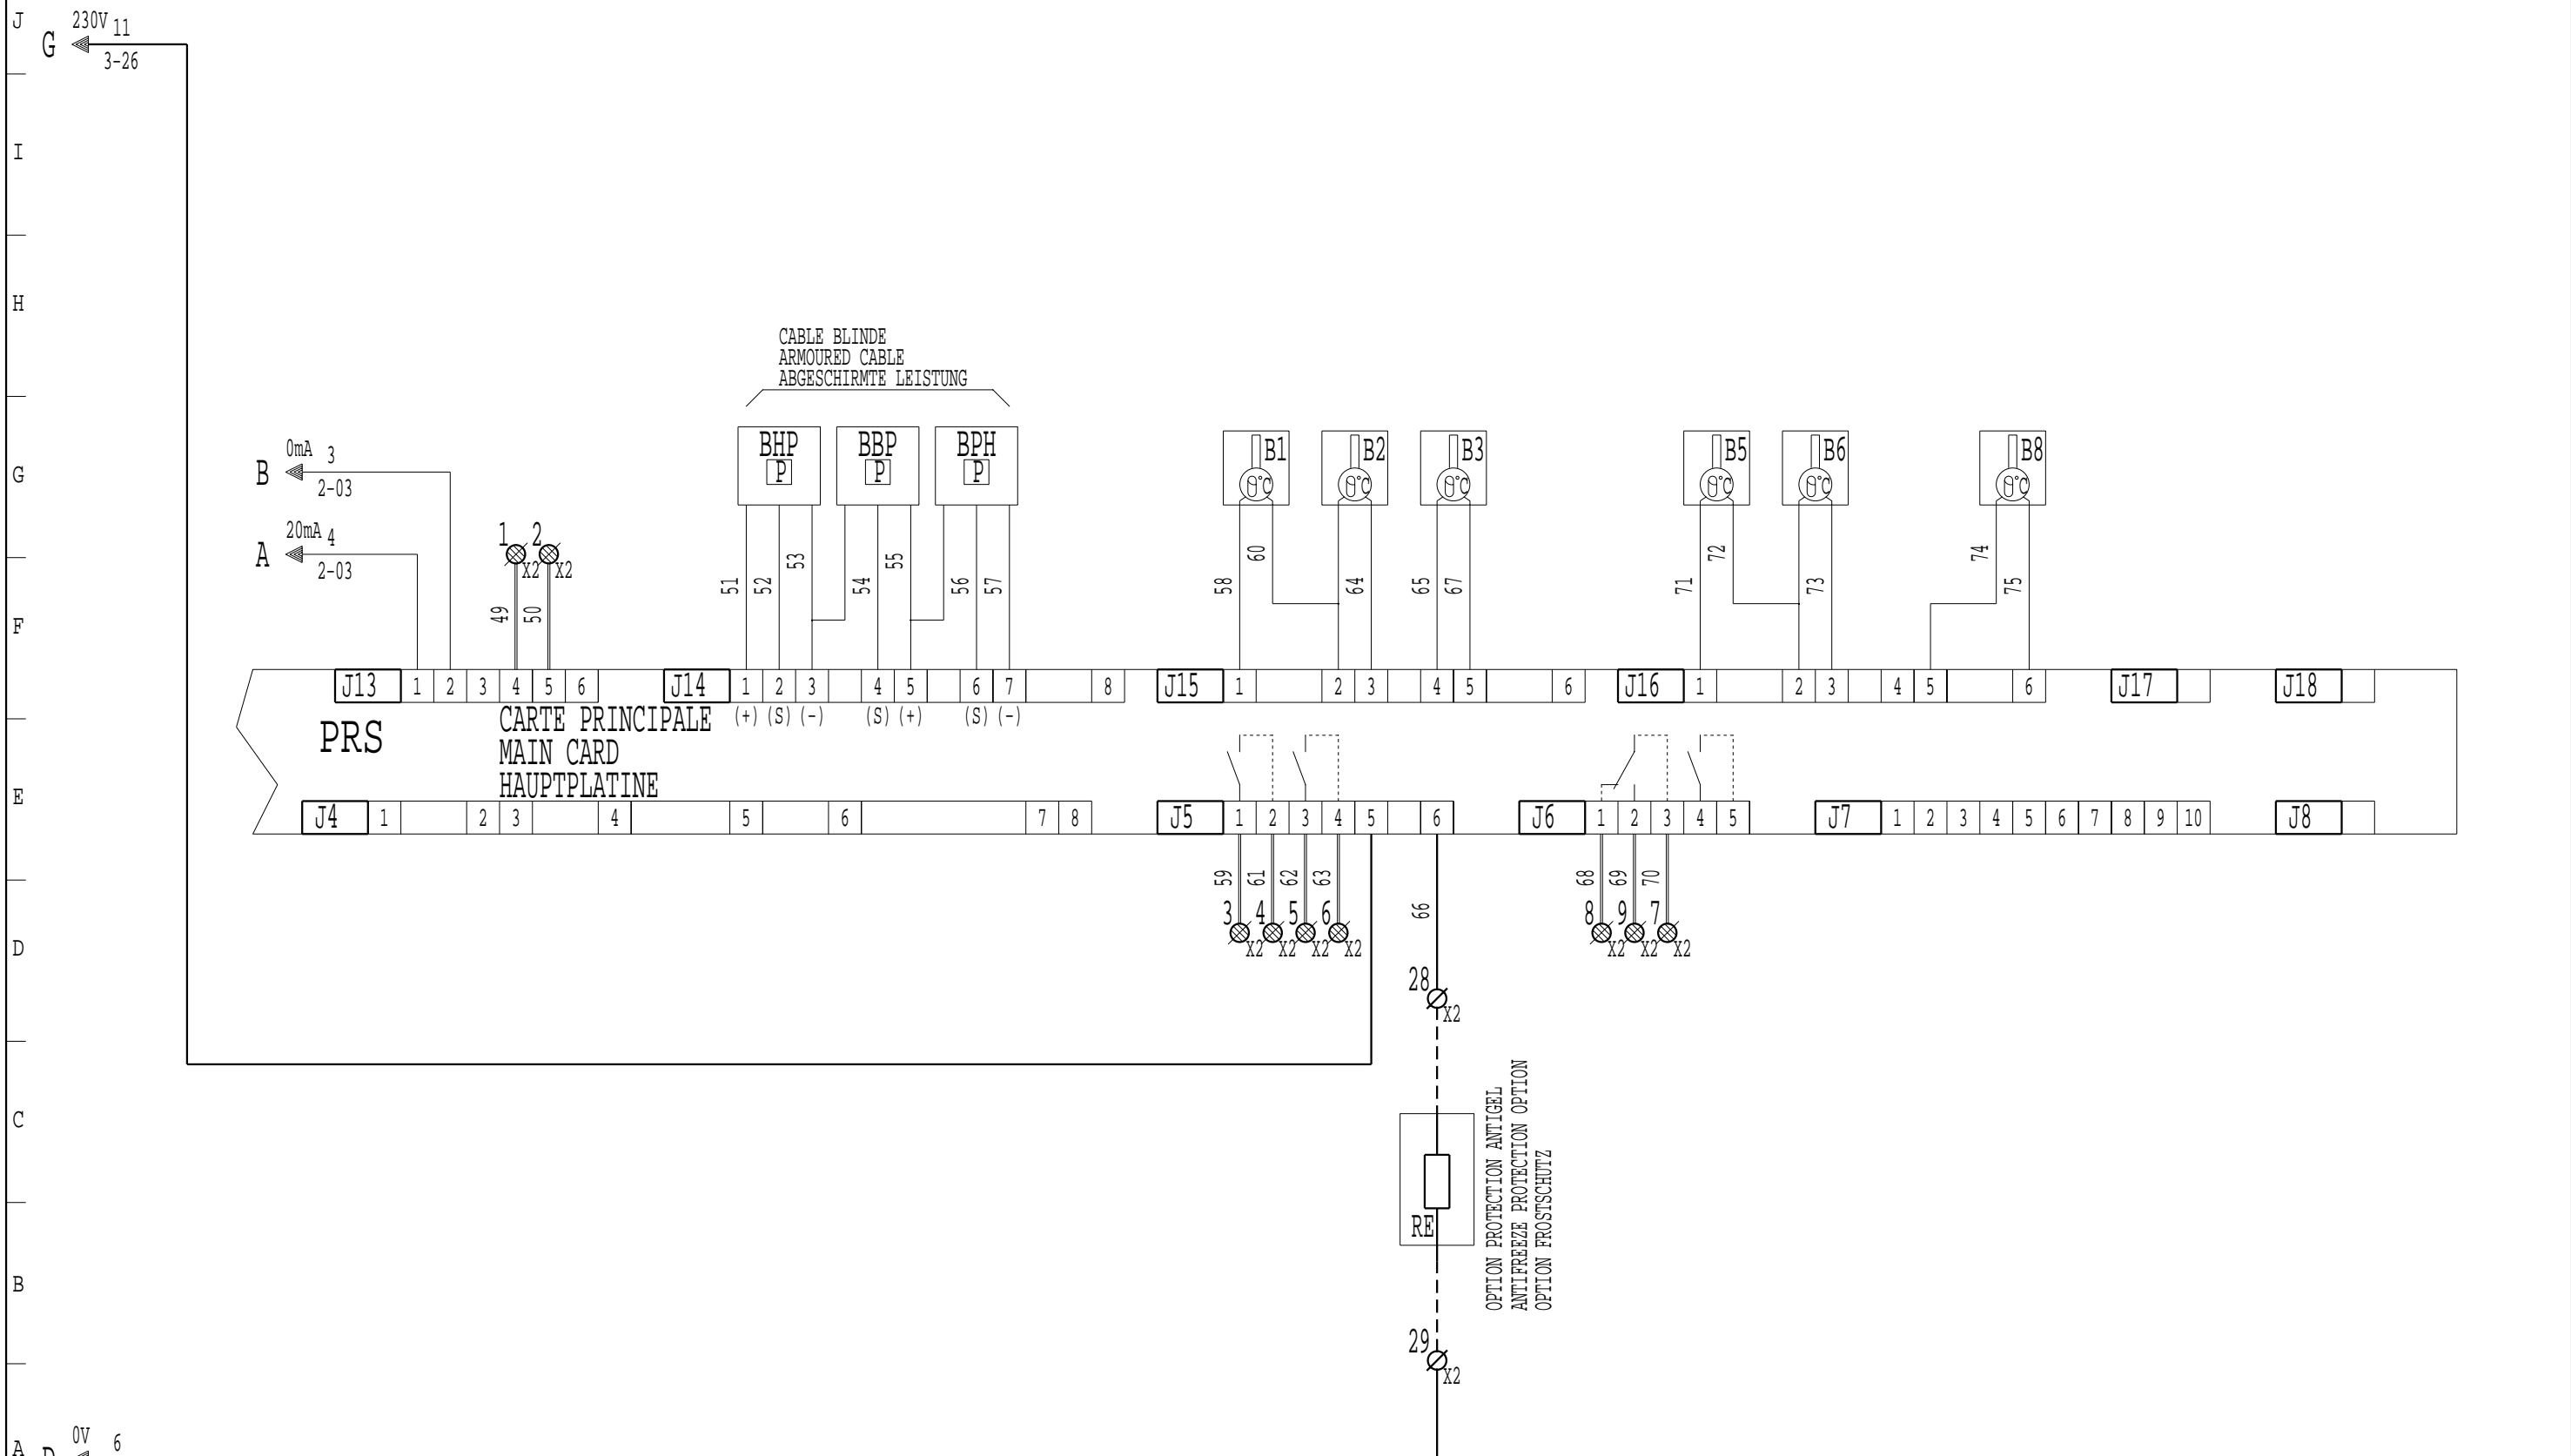 J
G 230V 11
3-26
I
H
CABLE BLINDE
ARMOURED CABLE
ABGESCHIRMTE LEISTUNG
G
B 0mA 3
2-03
A 20mA 4
2-03
BHP BBP BPH
P P P
B1 B2 B3 B5 B6 B8
θ°C θ°C θ°C θ°C θ°C θ°C
1 2
X2 X2
49 50
51 52 53 54 55 56 57
58 60 64 65 67
71 72 73 74 75
F
J13 1 2 3 4 5 6
J14 1 2 3 4 5 6 7 8
J15 1 2 3 4 5 6
J16 1 2 3 4 5 6
J17
J18
(+) (S) (-) (S) (+) (S) (-)
PRS
CARTE PRINCIPALE
MAIN CARD
HAUPTPLATINE
E
J4 1 2 3 4 5 6 7 8
J5 1 2 3 4 5 6
J6 1 2 3 4 5
J7 1 2 3 4 5 6 7 8 9 10
J8
59 61 62 63 66
68 69 70
3 4 5 6
X2 X2 X2 X2
8 9 7
X2 X2 X2
D
28
X2
C
RE
OPTION PROTECTION ANTIGEL
ANTIFREEZE PROTECTION OPTION
OPTION FROSTSCHUTZ
B
29
X2
A
0V 6